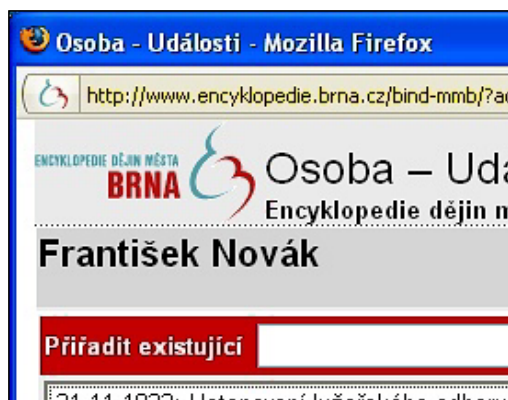 Osoba - Události - Mozilla Firefox
http://www.encyklopedie.brna.cz/bind-mmb/?a
ENCYKLOPEDIE DĚJIN MĚSTA
BRNA
Osoba – Udá
Encyklopedie dějin m
František Novák
Přiřadit existující